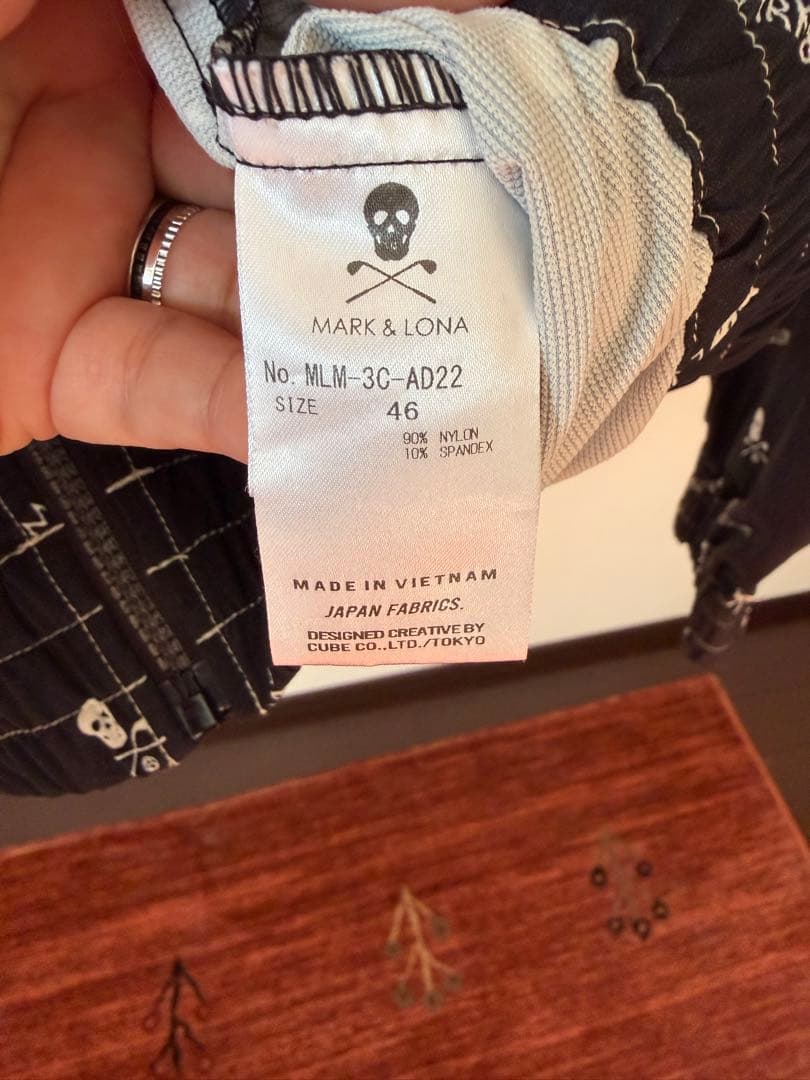 MARK & LONA
No. MLM-3C-AD22
SIZE 46
90% NYLON
10% SPANDEX
MADE IN VIETNAM
JAPAN FABRICS.
DESIGNED CREATIVE BY
CUBE CO.,LTD./TOKYO